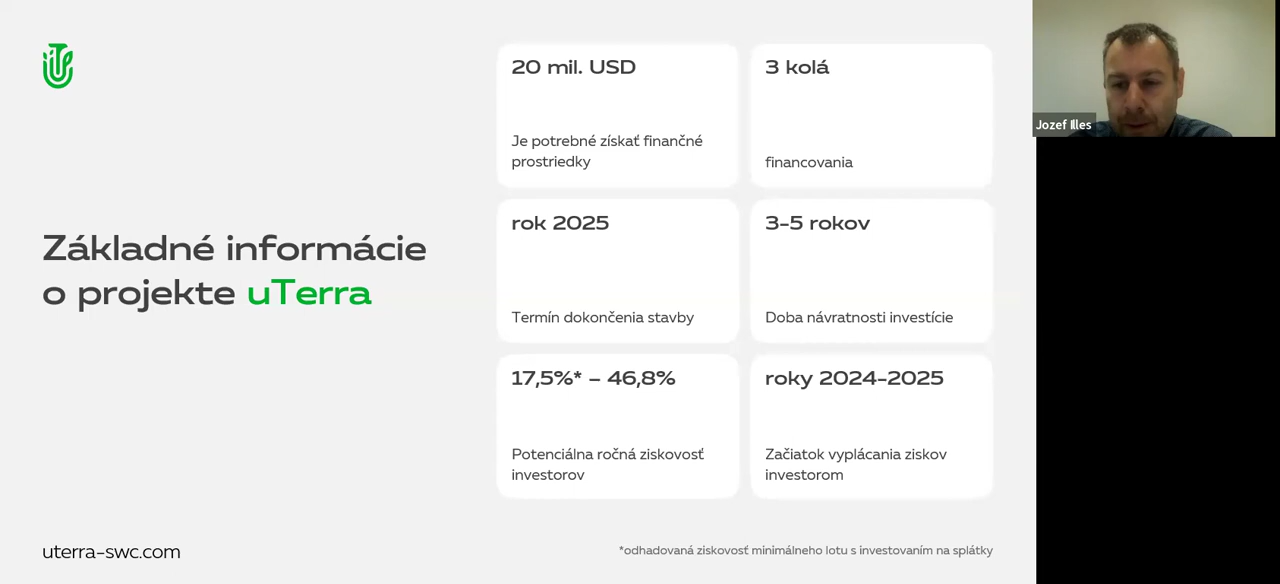 20 mil. USD
Je potrebné získať finančné
prostriedky
3 kolá
financovania
Základné informácie
o projekte uTerra
rok 2025
Termín dokončenia stavby
3-5 rokov
Doba návratnosti investície
17,5%* – 46,8%
Potenciálna ročná ziskovosť
investorov
roky 2024-2025
Začiatok vyplácania ziskov
investorom
uterra-swc.com
*odhadovaná ziskovosť minimálneho lotu s investovaním na splátky
Jozef Illes